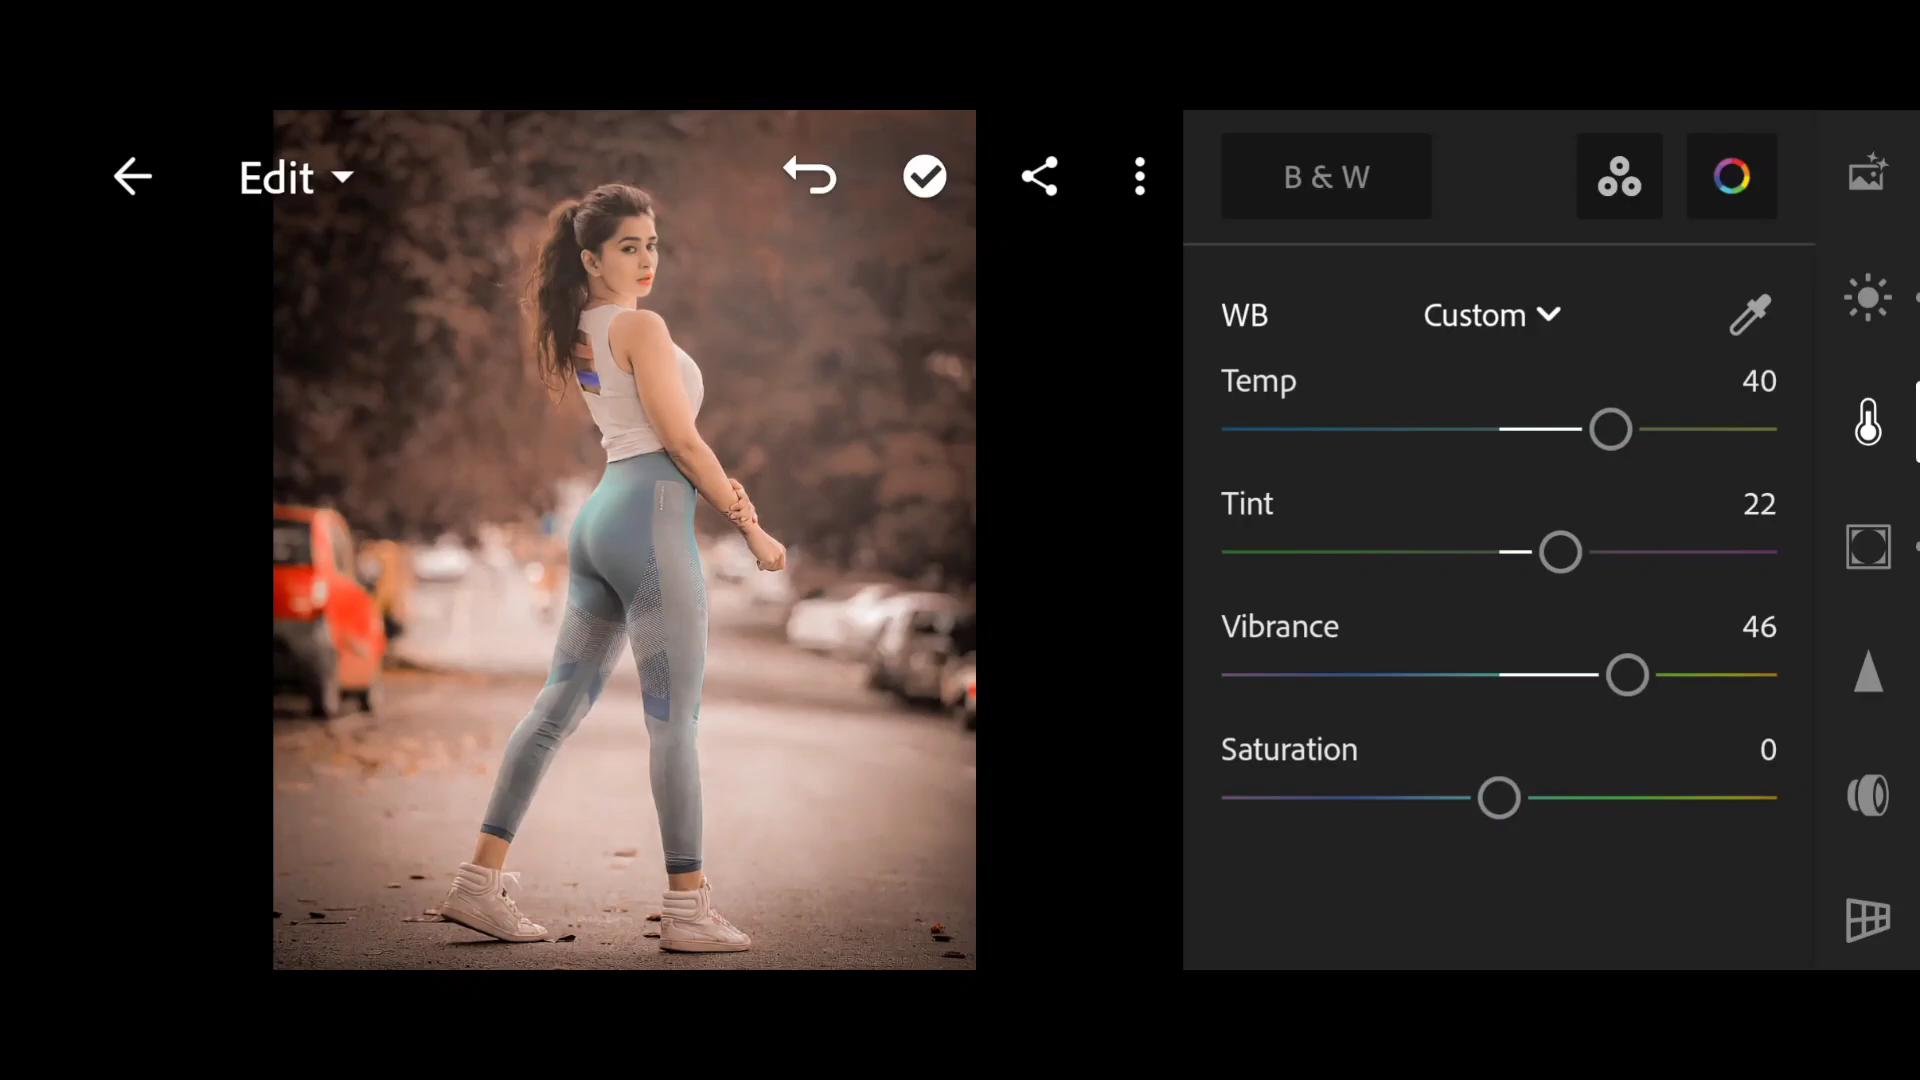 Edit
B & W
WB
Custom
Temp
40
Tint
22
Vibrance
46
Saturation
0